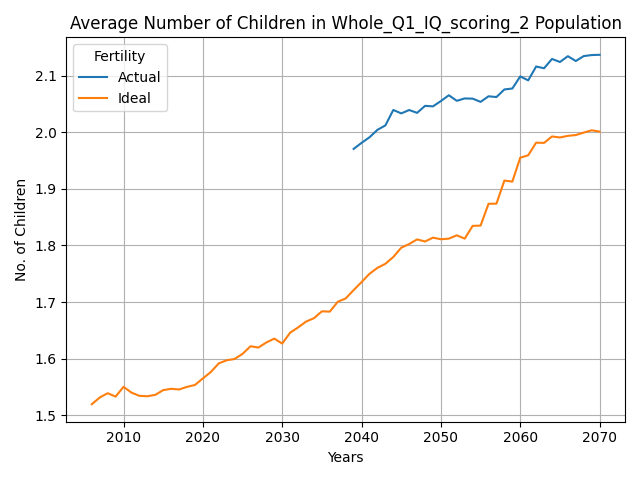 Average Number of Children in Whole_Q1_IQ_scoring_2 Population
Fertility
Actual
Ideal
No. of Children
2.1
2.0
1.9
1.8
1.7
1.6
1.5
2010 2020 2030 2040 2050 2060 2070
Years